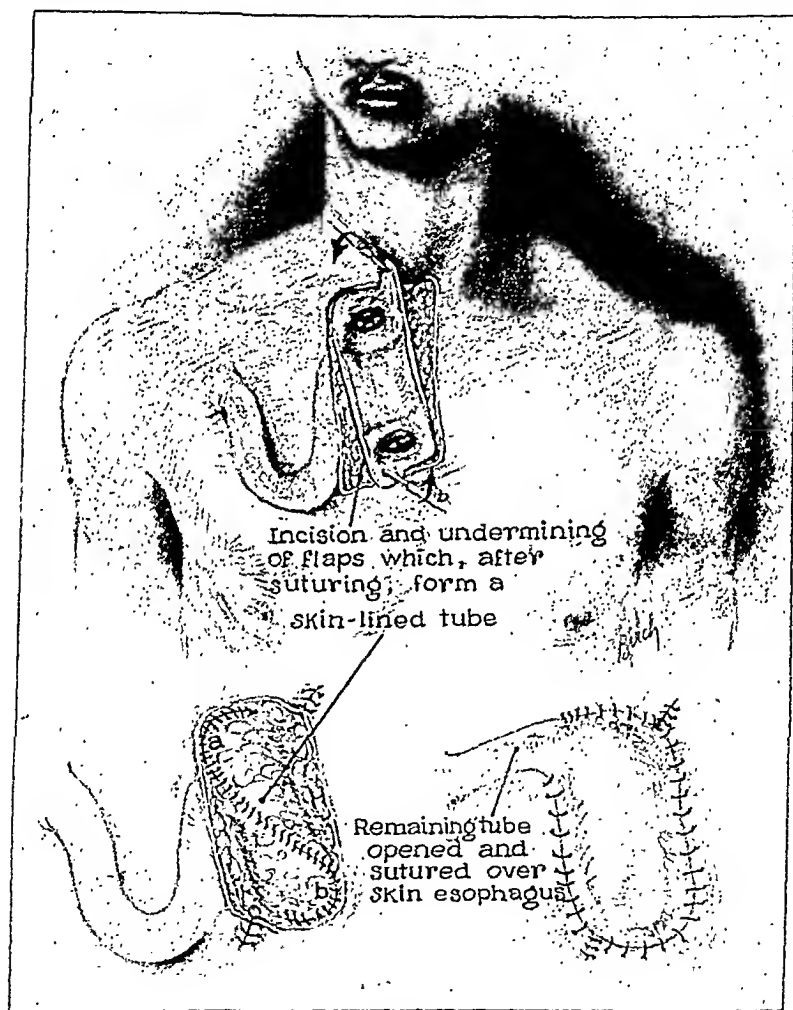 b
Incision and undermining
of flaps which, after
suturing, form a
skin-lined tube
a
b
Remaining tube
opened and
sutured over
skin esophagus